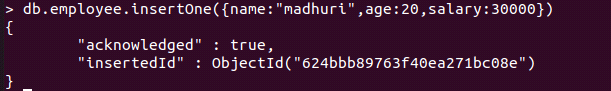 > db.employee.insertOne({name:"madhuri",age:20,salary:30000})
{
        "acknowledged" : true,
        "insertedId" : ObjectId("624bbb89763f40ea271bc08e")
}